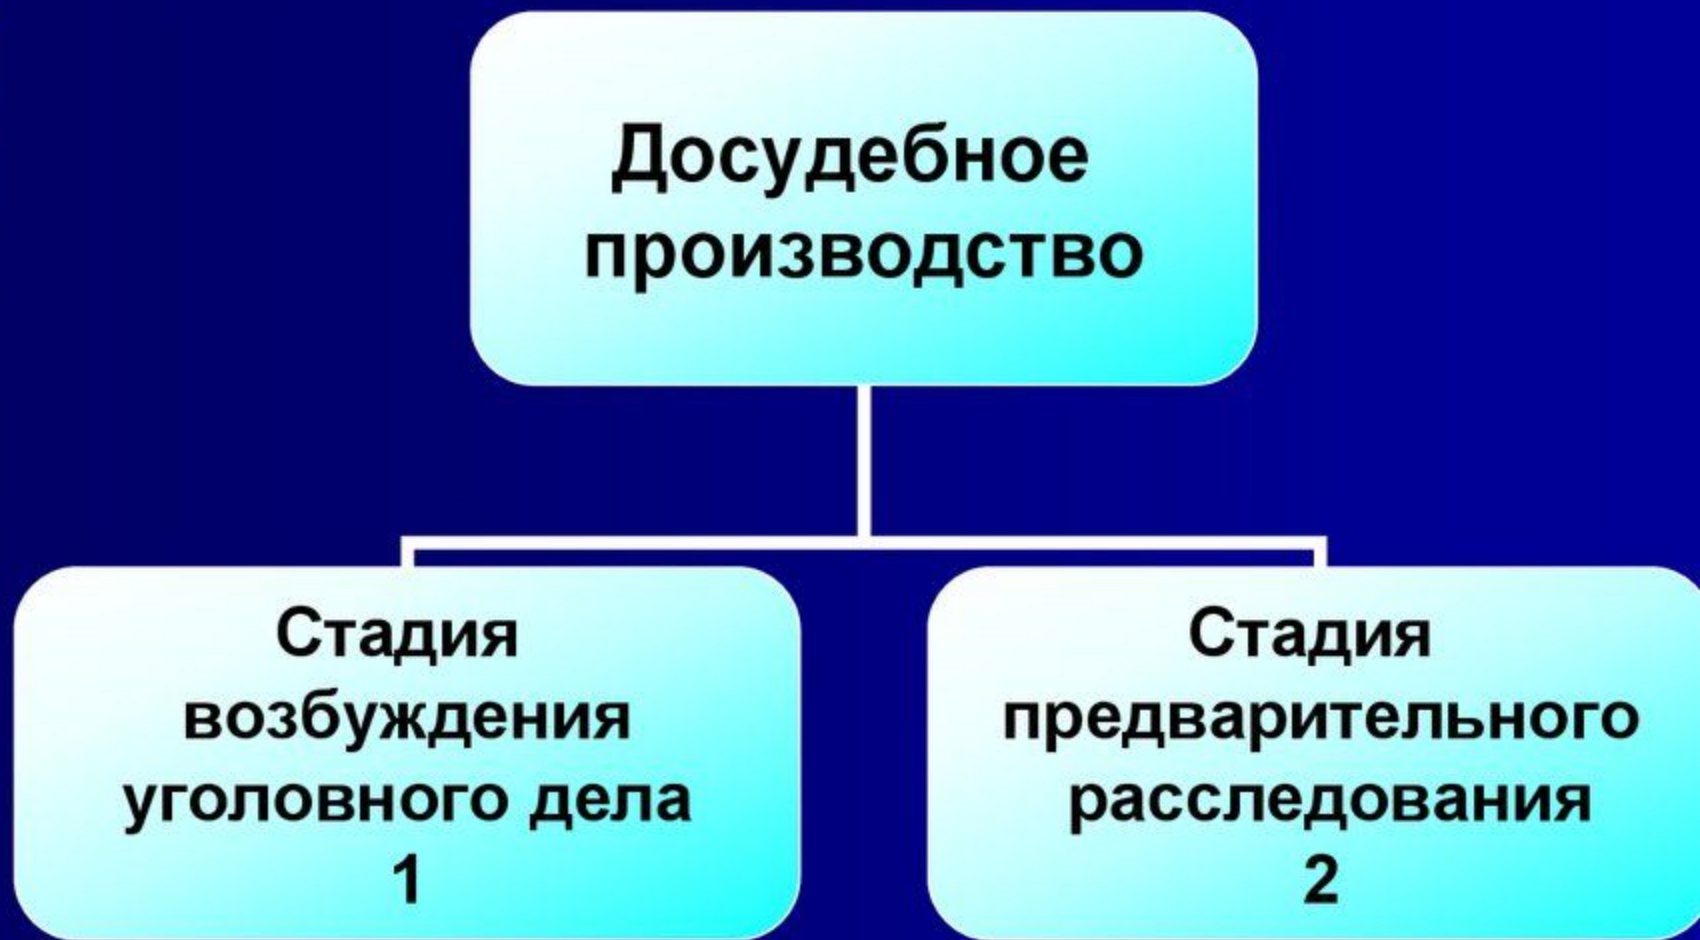 Досудебное
производство
Стадия
возбуждения
уголовного дела
1
Стадия
предварительного
расследования
2